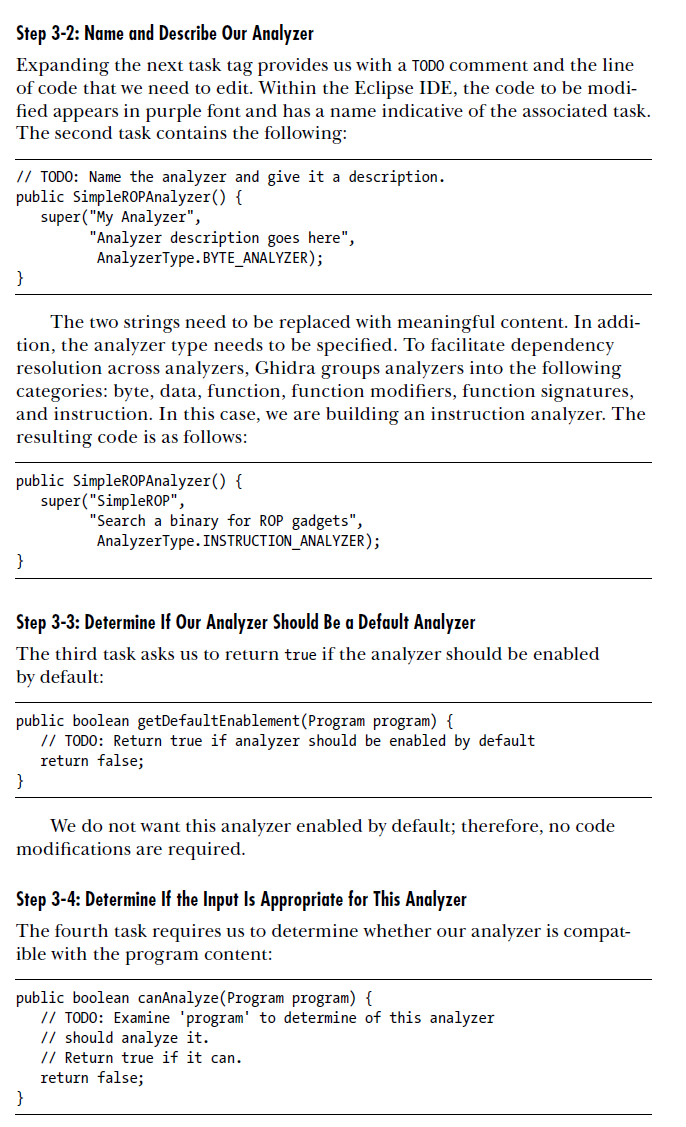 Step 3-2: Name and Describe Our Analyzer
Expanding the next task tag provides us with a TODO comment and the line
of code that we need to edit. Within the Eclipse IDE, the code to be modi-
fied appears in purple font and has a name indicative of the associated task.
The second task contains the following:
// TODO: Name the analyzer and give it a description.
public SimpleROPAnalyzer() {
super("My Analyzer",
"Analyzer description goes here",
AnalyzerType.BYTE_ANALYZER);
}
The two strings need to be replaced with meaningful content. In addi-
tion, the analyzer type needs to be specified. To facilitate dependency
resolution across analyzers, Ghidra groups analyzers into the following
categories: byte, data, function, function modifiers, function signatures,
and instruction. In this case, we are building an instruction analyzer. The
resulting code is as follows:
public SimpleROPAnalyzer() {
super("SimpleROP",
"Search a binary for ROP gadgets",
AnalyzerType.INSTRUCTION_ANALYZER);
}
Step 3-3: Determine If Our Analyzer Should Be a Default Analyzer
The third task asks us to return true if the analyzer should be enabled
by default:
public boolean getDefaultEnablement(Program program) {
// TODO: Return true if analyzer should be enabled by default
return false;
}
We do not want this analyzer enabled by default; therefore, no code
modifications are required.
Step 3-4: Determine If the Input Is Appropriate for This Analyzer
The fourth task requires us to determine whether our analyzer is compat-
ible with the program content:
public boolean canAnalyze(Program program) {
// TODO: Examine 'program' to determine of this analyzer
// should analyze it.
// Return true if it can.
return false;
}